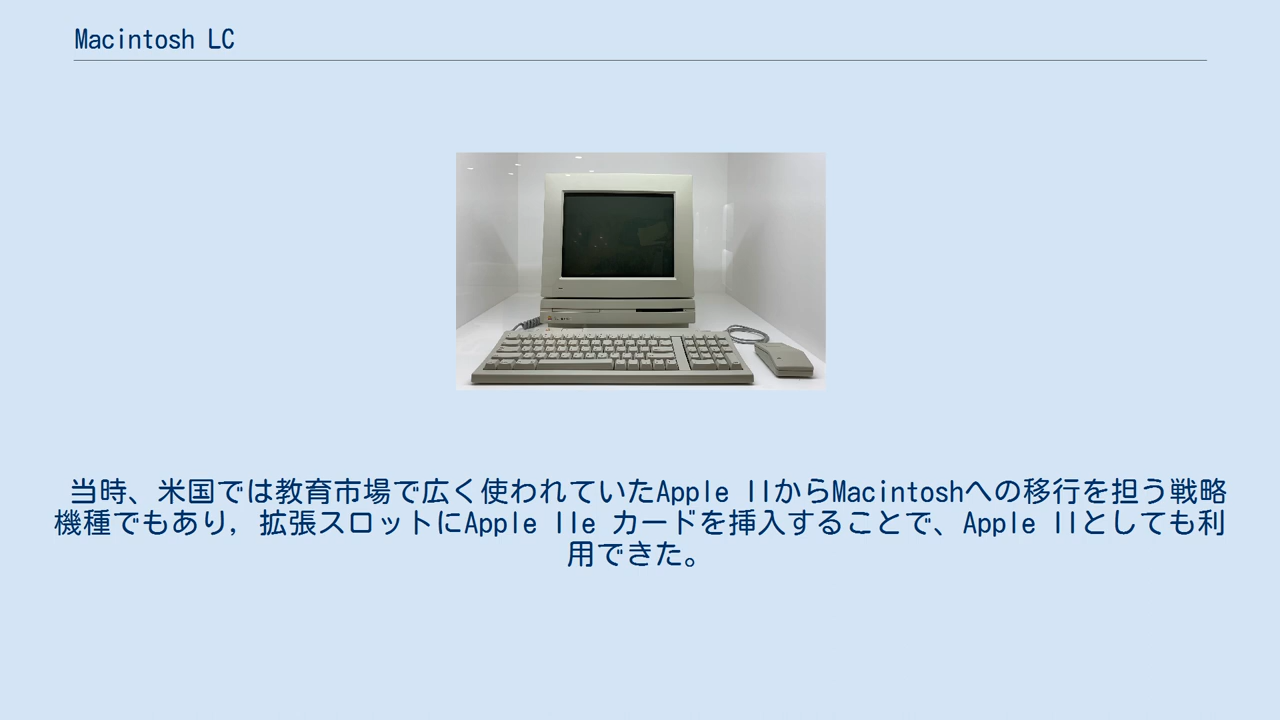 Macintosh LC
当時、米国では教育市場で広く使われていたApple IIからMacintoshへの移行を担う戦略
機種でもあり，拡張スロットにApple IIe カードを挿入することで、Apple IIとしても利
用できた。